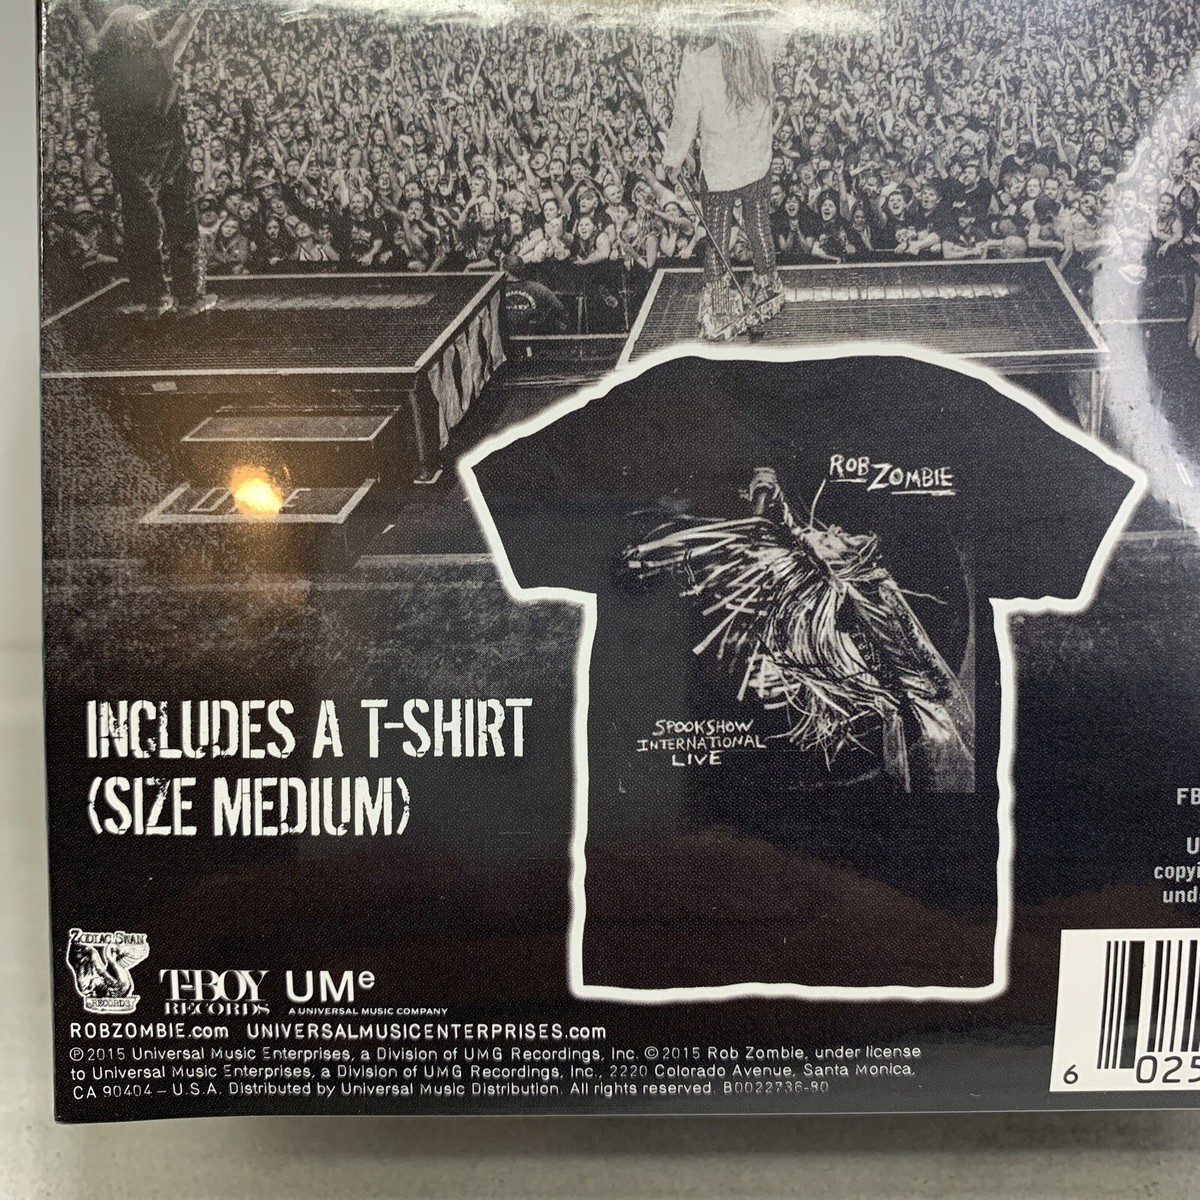 ROB ZOMBIE
SPOOKSHOW
INTERNATIONAL
LIVE
INCLUDES A T-SHIRT
(SIZE MEDIUM)
FB
U
copyi
und
ZODIAC SWAN
RECORDS
T-BOY
RECORDS
UMe
A UNIVERSAL MUSIC COMPANY
ROBZOMBIE.com UNIVERSALMUSICENTERPRISES.com
℗2015 Universal Music Enterprises, a Division of UMG Recordings, Inc. ©2015 Rob Zombie, under license
to Universal Music Enterprises, a Division of UMG Recordings, Inc., 2220 Colorado Avenue, Santa Monica,
CA 90404 – U.S.A. Distributed by Universal Music Distribution. All rights reserved. B0022736-80
6 025